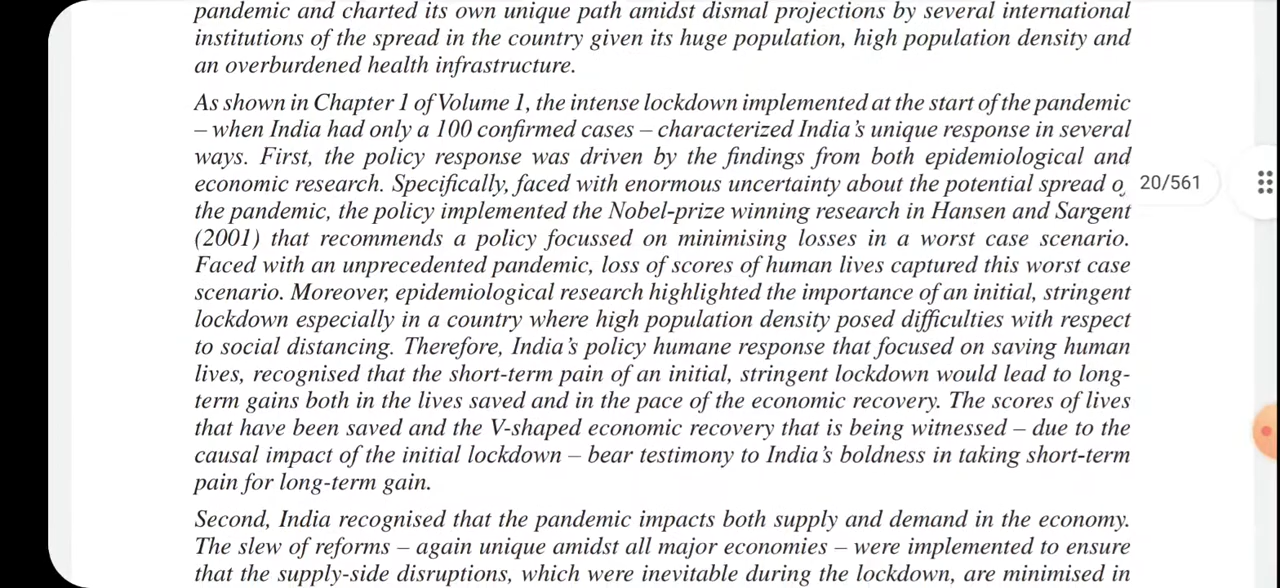 pandemic and charted its own unique path amidst dismal projections by several international
institutions of the spread in the country given its huge population, high population density and
an overburdened health infrastructure.
As shown in Chapter 1 of Volume 1, the intense lockdown implemented at the start of the pandemic
– when India had only a 100 confirmed cases – characterized India's unique response in several
ways. First, the policy response was driven by the findings from both epidemiological and
economic research. Specifically, faced with enormous uncertainty about the potential spread o
20/561
the pandemic, the policy implemented the Nobel-prize winning research in Hansen and Sargent
(2001) that recommends a policy focussed on minimising losses in a worst case scenario.
Faced with an unprecedented pandemic, loss of scores of human lives captured this worst case
scenario. Moreover, epidemiological research highlighted the importance of an initial, stringent
lockdown especially in a country where high population density posed difficulties with respect
to social distancing. Therefore, India's policy humane response that focused on saving human
lives, recognised that the short-term pain of an initial, stringent lockdown would lead to long-
term gains both in the lives saved and in the pace of the economic recovery. The scores of lives
that have been saved and the V-shaped economic recovery that is being witnessed – due to the
causal impact of the initial lockdown – bear testimony to India's boldness in taking short-term
pain for long-term gain.
Second, India recognised that the pandemic impacts both supply and demand in the economy.
The slew of reforms – again unique amidst all major economies – were implemented to ensure
that the supply-side disruptions, which were inevitable during the lockdown, are minimised in